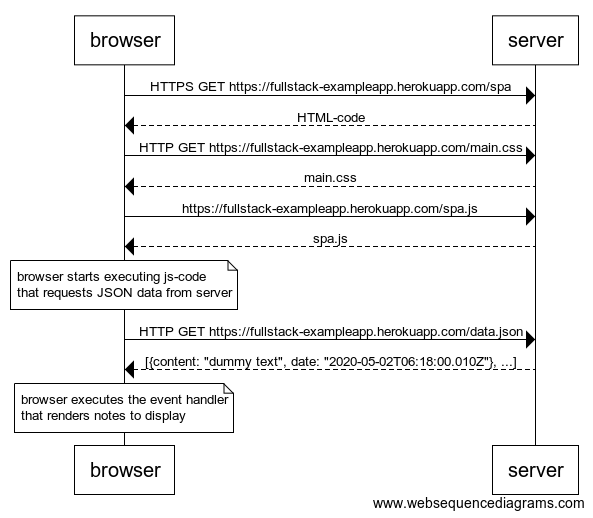 browser
server
HTTPS GET https://fullstack-exampleapp.herokuapp.com/spa
HTML-code
HTTP GET https://fullstack-exampleapp.herokuapp.com/main.css
main.css
https://fullstack-exampleapp.herokuapp.com/spa.js
spa.js
browser starts executing js-code
that requests JSON data from server
HTTP GET https://fullstack-exampleapp.herokuapp.com/data.json
[{content: "dummy text", date: "2020-05-02T06:18:00.010Z"}, ...]
browser executes the event handler
that renders notes to display
browser
server
www.websequencediagrams.com